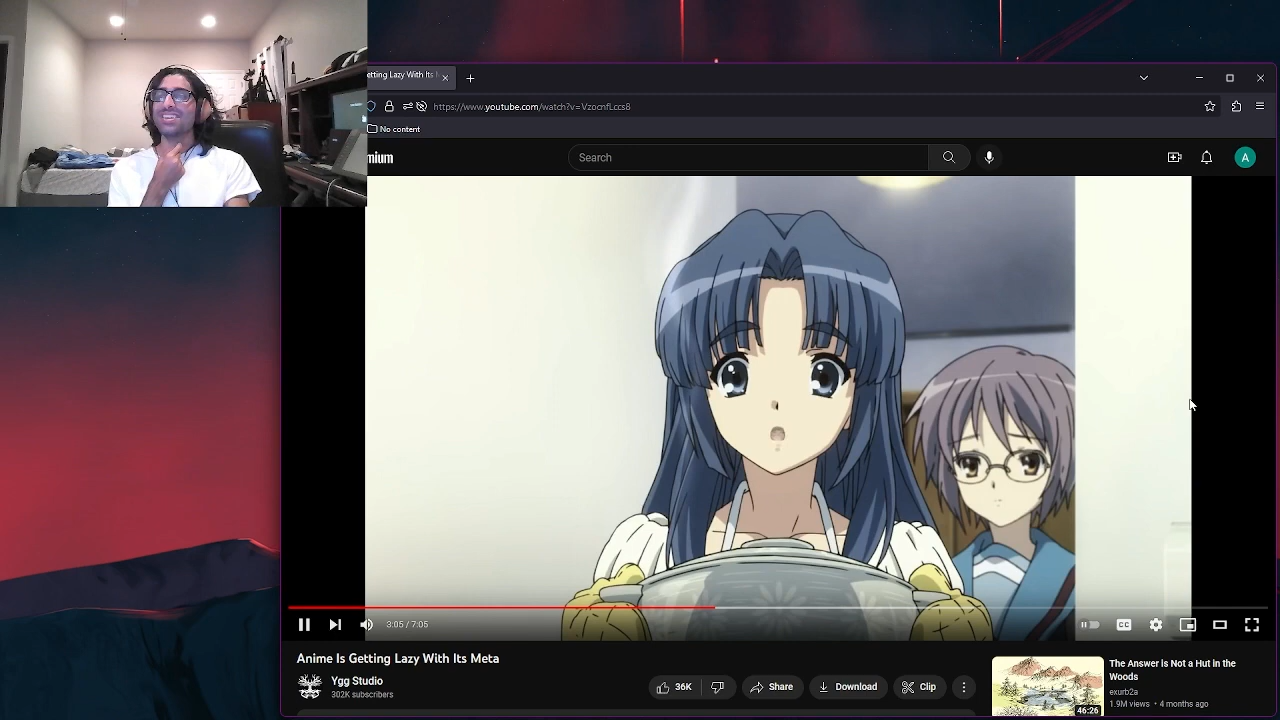 etting Lazy With Its
https://www.youtube.com/watch?v=VzocnfLccs8
No content
mium
Search
A
3:05 / 7:05
CC
Anime Is Getting Lazy With Its Meta
Ygg Studio
302K subscribers
36K
Share
Download
Clip
46:26
The Answer Is Not a Hut in the
Woods
exurb2a
1.9M views • 4 months ago